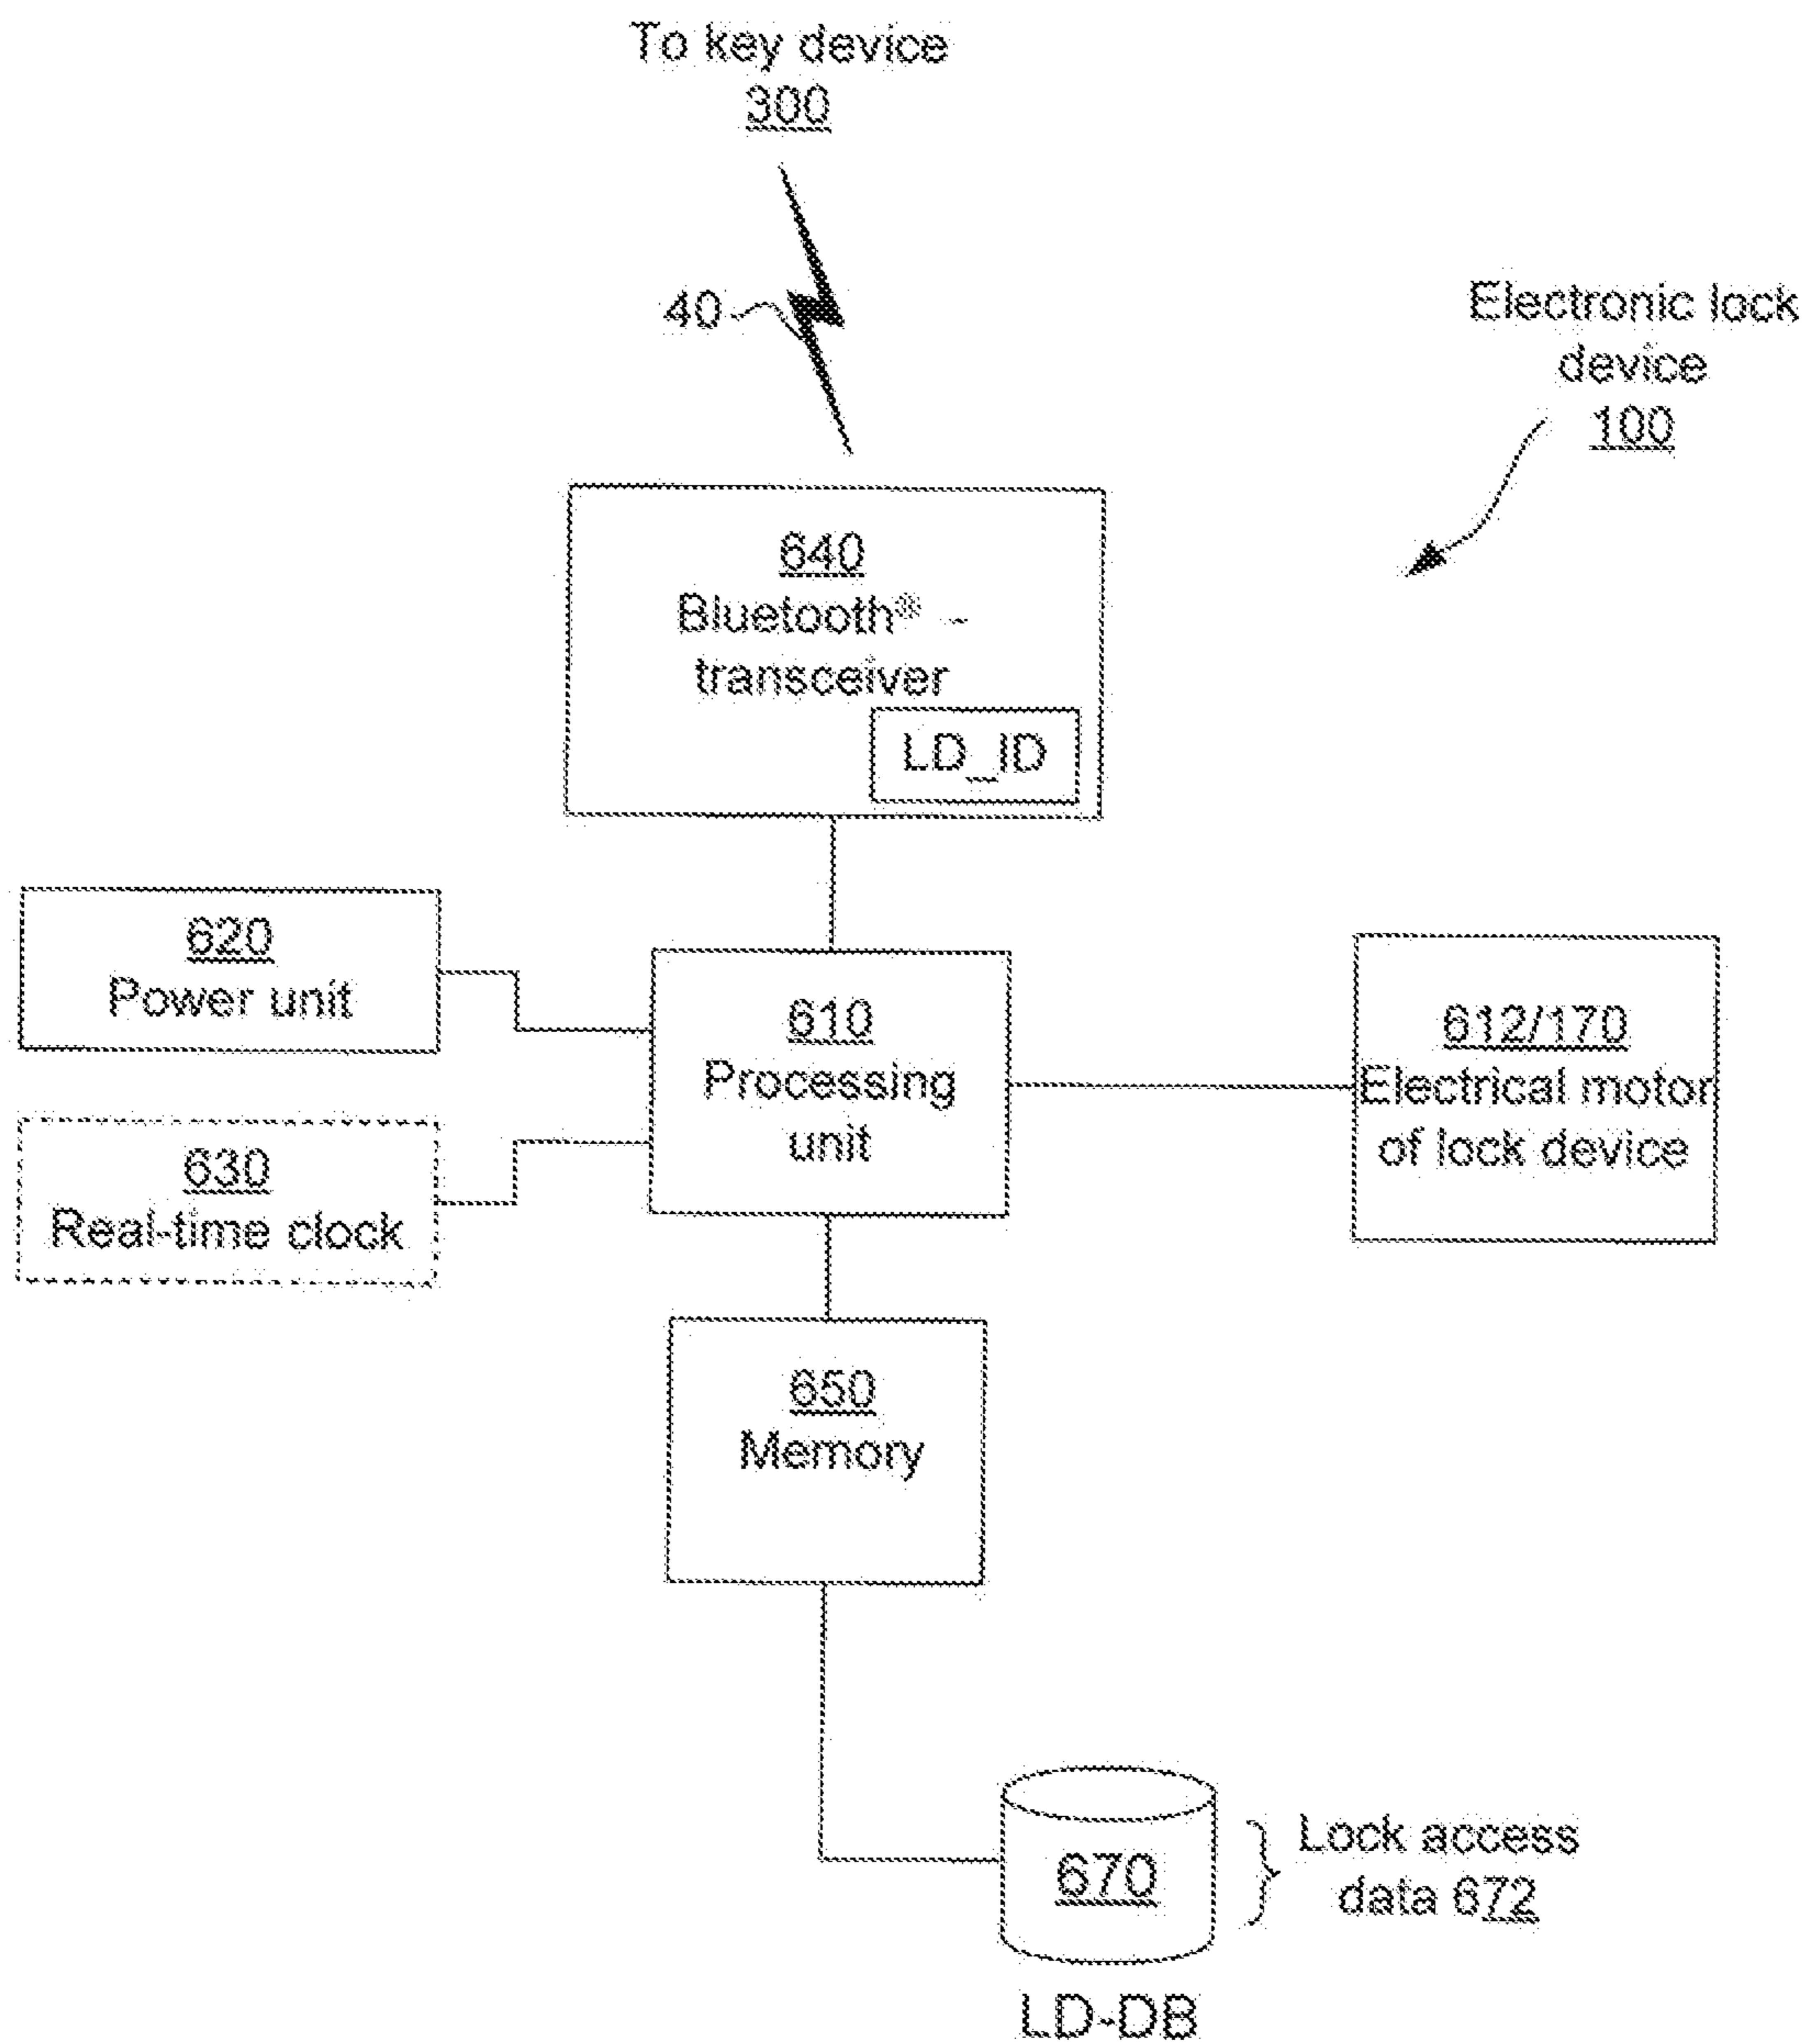 To key device
300
40
Electronic lock
device
100
640
Bluetooth® –
transceiver
LD_ID
620
Power unit
610
Processing
unit
612/170
Electrical motor
of lock device
630
Real-time clock
650
Memory
670
Lock access
data 672
LD-DB